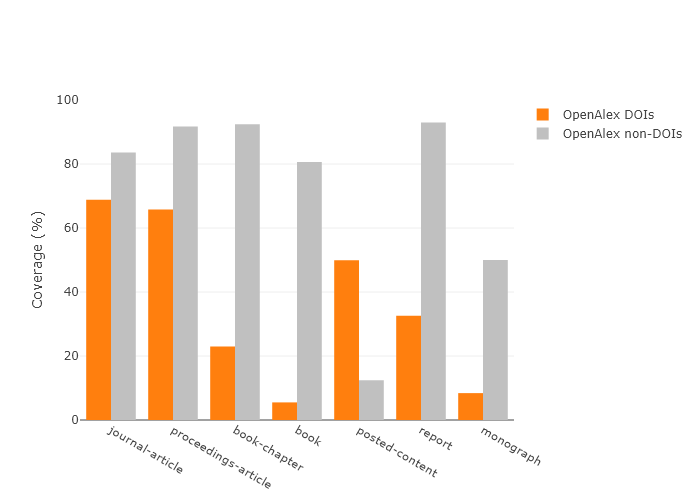 OpenAlex DOIs
OpenAlex non-DOIs
Coverage (%)
100
80
60
40
20
0
journal-article
proceedings-article
book-chapter
book
posted-content
report
monograph